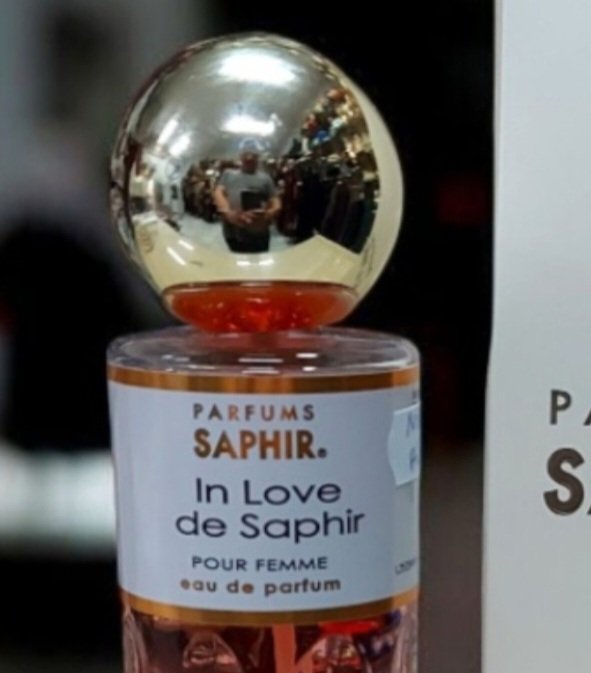 PARFUMS
SAPHIR.
In Love
de Saphir
POUR FEMME
eau de parfum